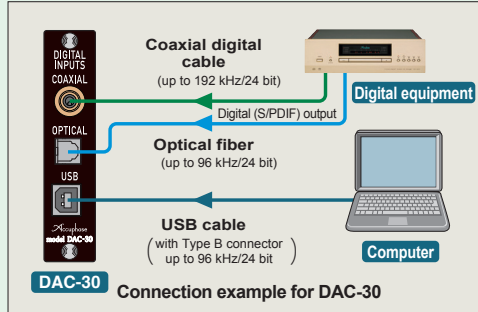 DIGITAL
INPUTS
COAXIAL
OPTICAL
USB
Accuphase
model DAC-30
DAC-30
Coaxial digital
cable
(up to 192 kHz/24 bit)
Digital equipment
Digital (S/PDIF) output
Optical fiber
(up to 96 kHz/24 bit)
USB cable
(with Type B connector
up to 96 kHz/24 bit)
Computer
Connection example for DAC-30